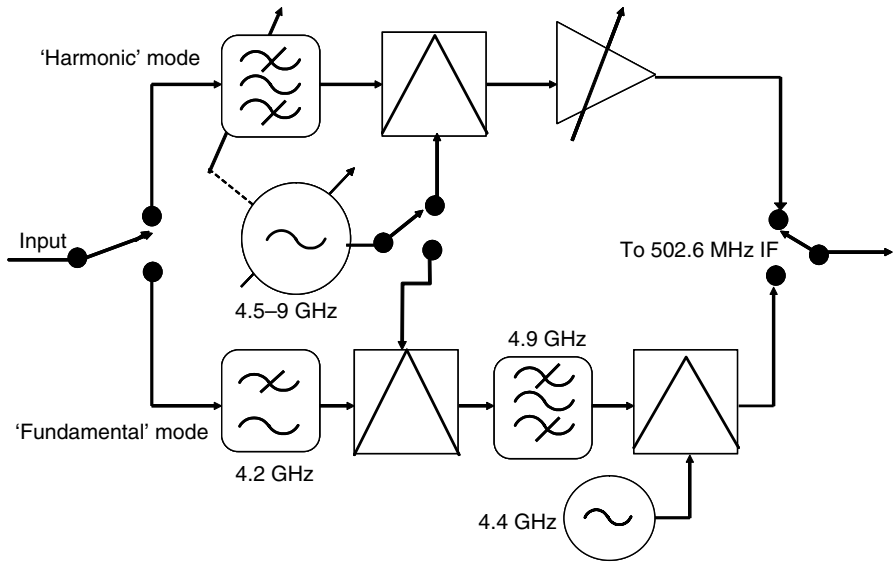 ‘Harmonic’ mode
Input
To 502.6 MHz IF
4.5–9 GHz
4.9 GHz
‘Fundamental’ mode
4.2 GHz
4.4 GHz